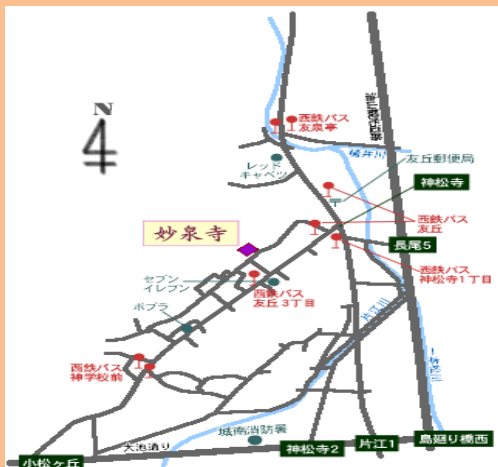 N
西鉄バス
友泉亭
樋井川
レッド
キャベツ
友丘郵便局
神松寺
西鉄バス
友丘
妙泉寺
長尾5
セブン
イレブン
西鉄バス
友丘3丁目
西鉄バス
神松寺1丁目
ポプラ
片江川
西鉄バス
神学校前
大池通り
城南消防署
小松ヶ丘
神松寺2
片江1
島廻り橋西